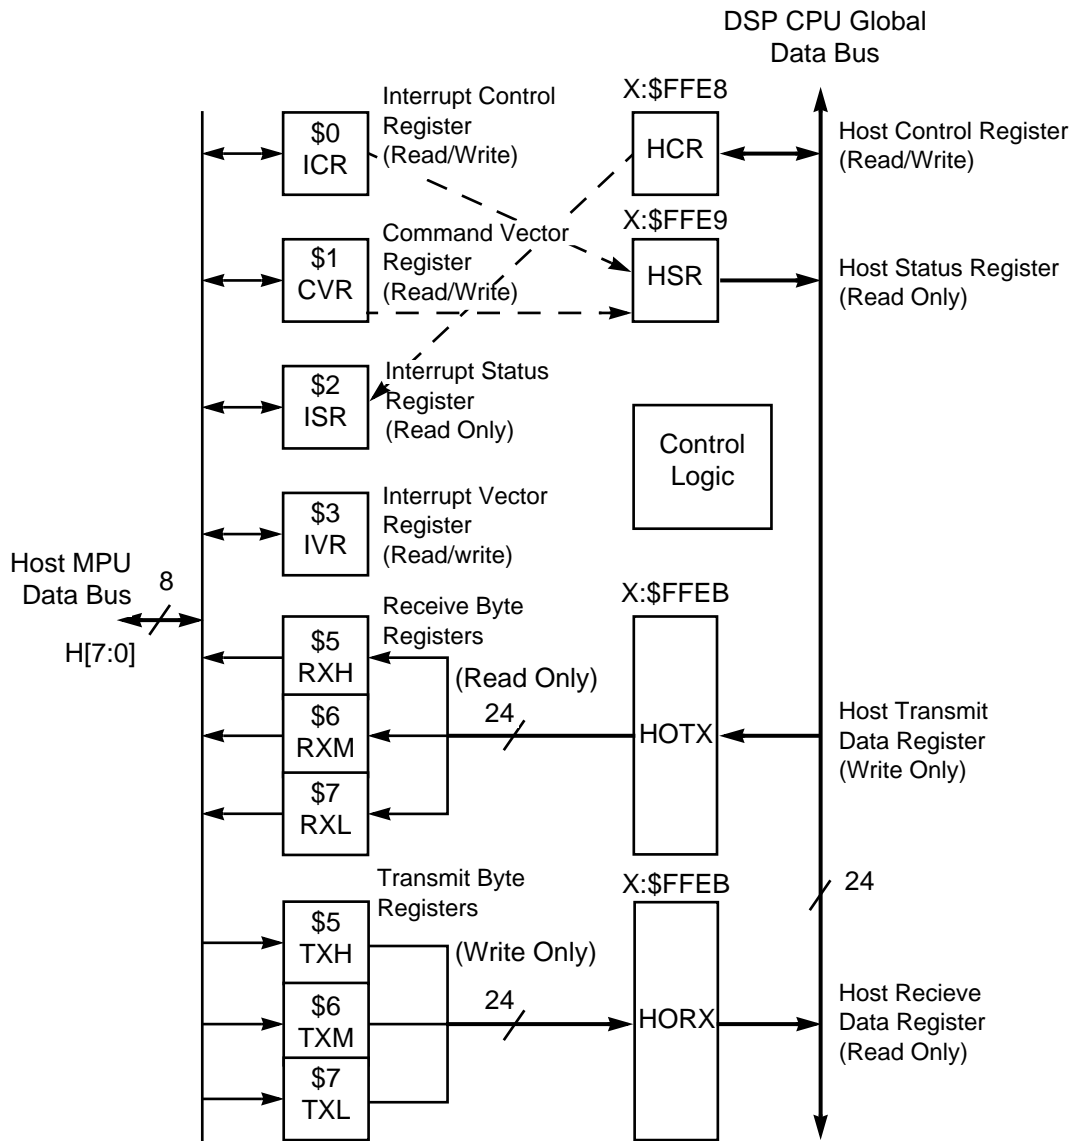 DSP CPU Global
Data Bus
Interrupt Control
Register
(Read/Write)
$0
ICR
X:$FFE8
HCR
Host Control Register
(Read/Write)
Command Vector
Register
(Read/Write)
$1
CVR
X:$FFE9
HSR
Host Status Register
(Read Only)
$2
ISR
Interrupt Status
Register
(Read Only)
Control
Logic
$3
IVR
Interrupt Vector
Register
(Read/write)
Host MPU
Data Bus
8
H[7:0]
Receive Byte
Registers
(Read Only)
$5
RXH
$6
RXM
$7
RXL
24
X:$FFEB
HOTX
Host Transmit
Data Register
(Write Only)
24
Transmit Byte
Registers
(Write Only)
$5
TXH
$6
TXM
$7
TXL
24
X:$FFEB
HORX
Host Recieve
Data Register
(Read Only)